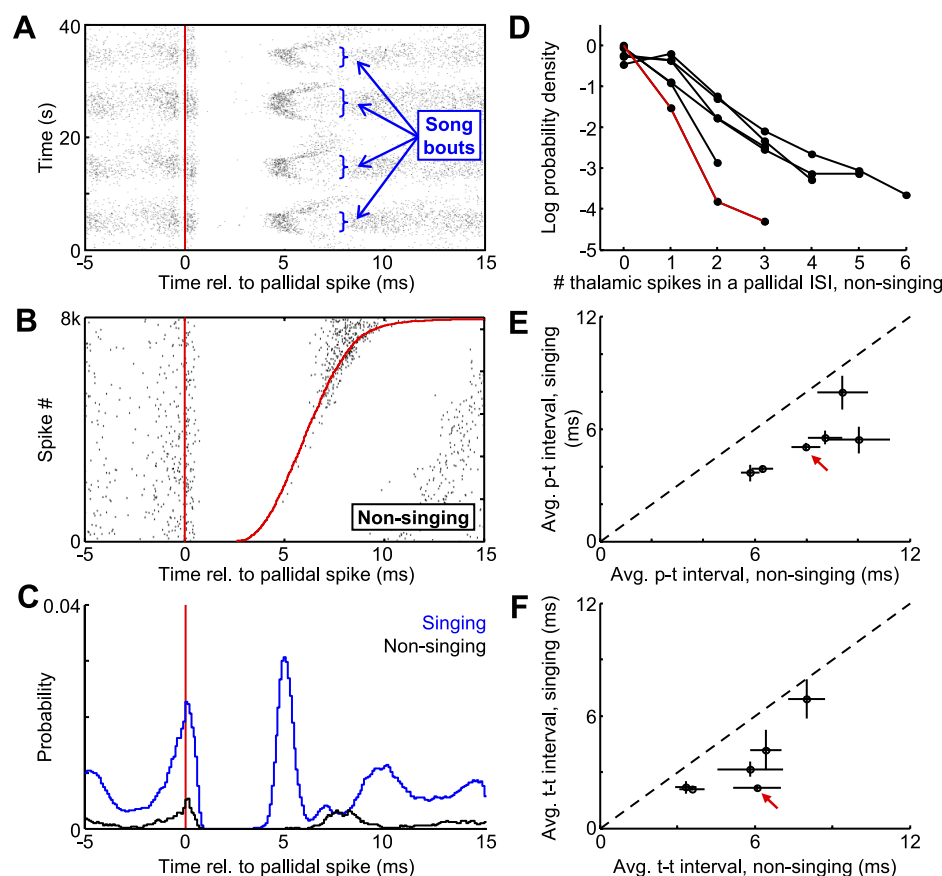 A
40
20
0
Time (s)
-5
0
5
10
15
Time rel. to pallidal spike (ms)
}
}
}
}
Song
bouts
B
8k
0
Spike #
-5
0
5
10
15
Time rel. to pallidal spike (ms)
Non-singing
C
0.04
0
Probability
-5
0
5
10
15
Time rel. to pallidal spike (ms)
Singing
Non-singing
D
0
-1
-2
-3
-4
-5
Log probability density
0 1 2 3 4 5 6
# thalamic spikes in a pallidal ISI, non-singing
E
12
6
0
Avg. p-t interval, singing
(ms)
0
6
12
Avg. p-t interval, non-singing (ms)
F
12
6
0
Avg. t-t interval, singing (ms)
0
6
12
Avg. t-t interval, non-singing (ms)